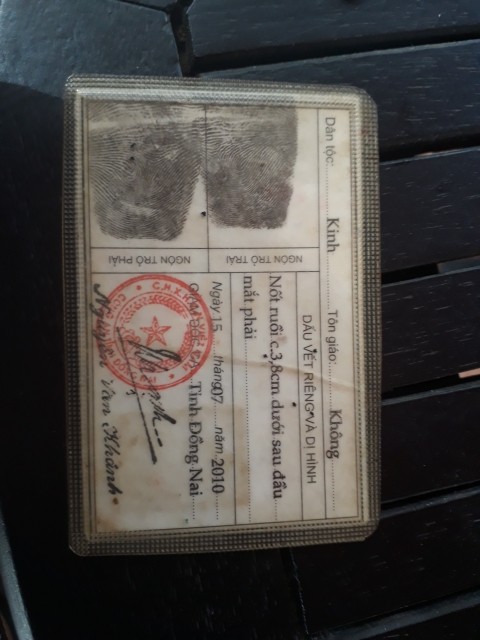 Dân tộc: Kinh Tôn giáo: Không
DẤU VẾT RIÊNG VÀ DỊ HÌNH
Nốt ruồi c.3,8cm dưới sau đầu
mắt phải
NGÓN TRỎ TRÁI
NGÓN TRỎ PHẢI
Ngày 15 tháng 07 năm 2010
Tỉnh Đồng Nai
Nguyễn Văn Khánh